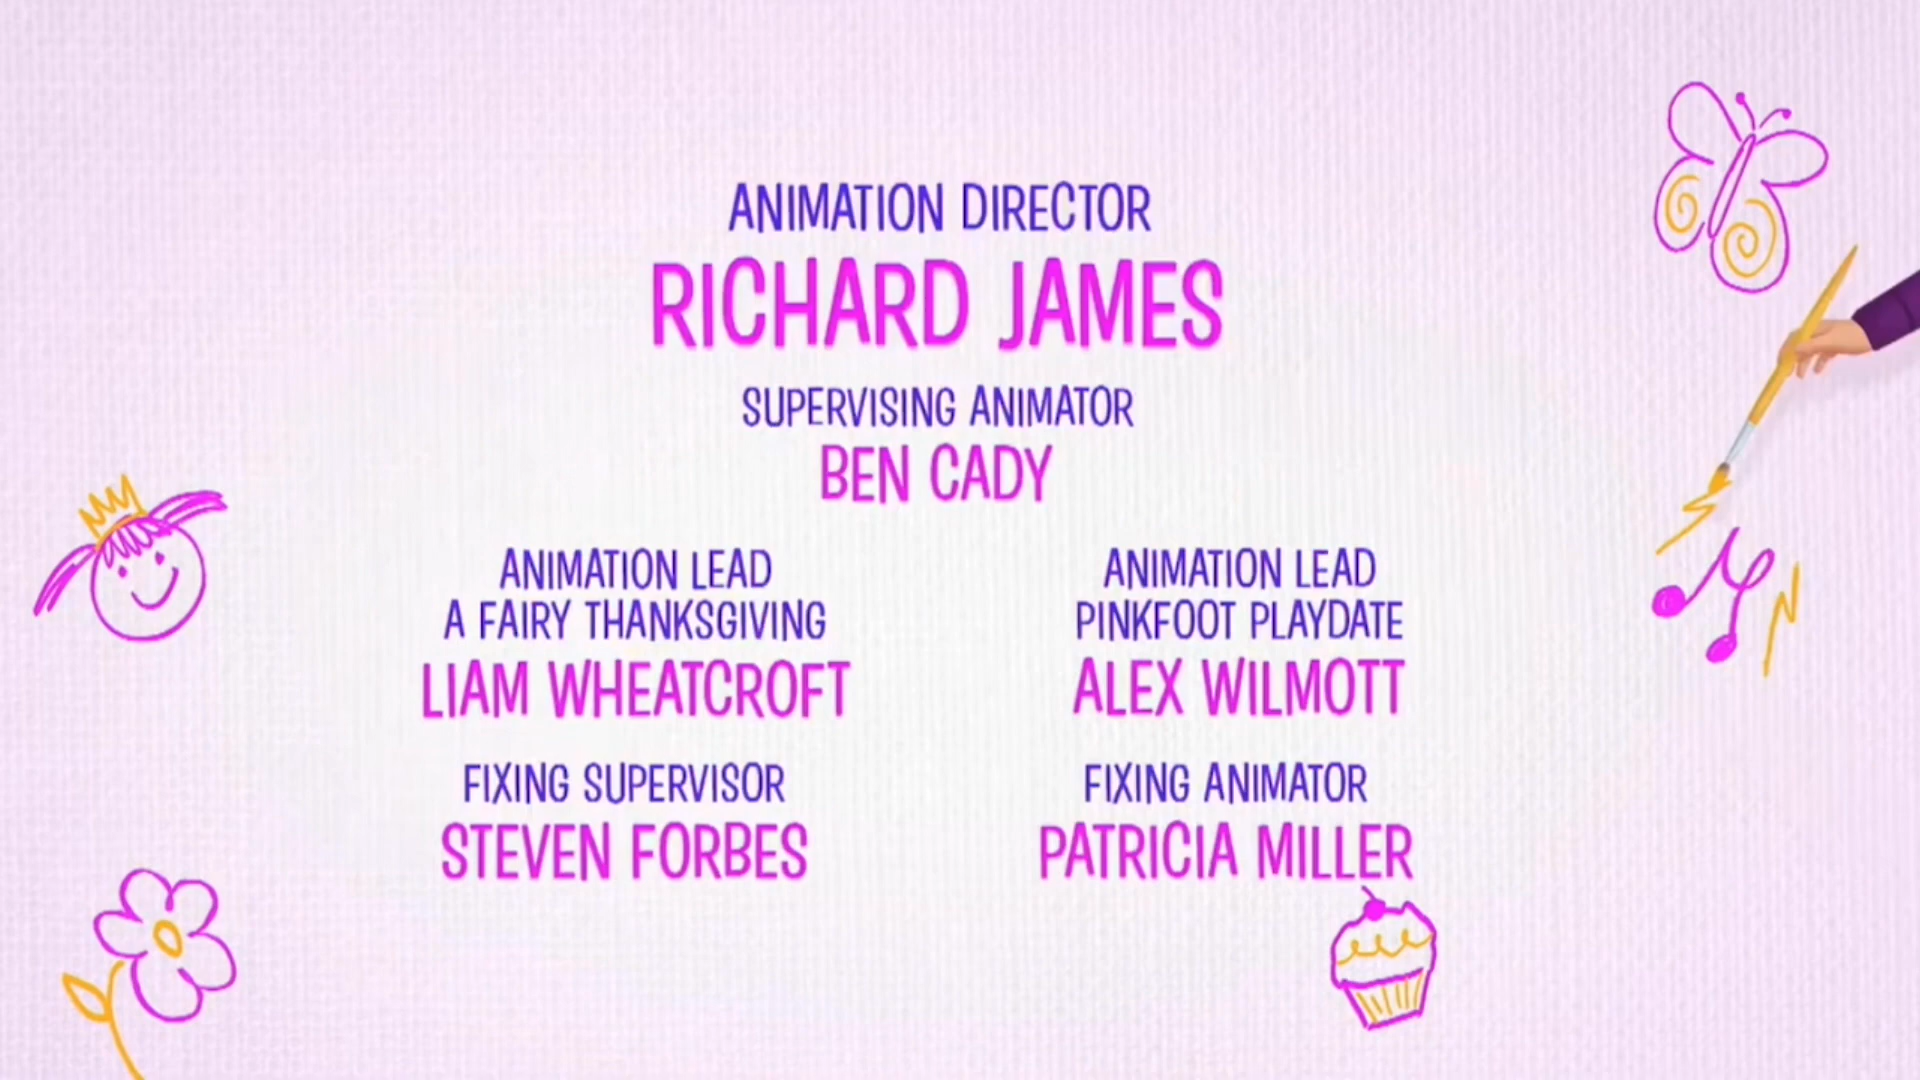 ANIMATION DIRECTOR
RICHARD JAMES
SUPERVISING ANIMATOR
BEN CADY
ANIMATION LEAD
A FAIRY THANKSGIVING
LIAM WHEATCROFT
ANIMATION LEAD
PINKFOOT PLAYDATE
ALEX WILMOTT
FIXING SUPERVISOR
STEVEN FORBES
FIXING ANIMATOR
PATRICIA MILLER